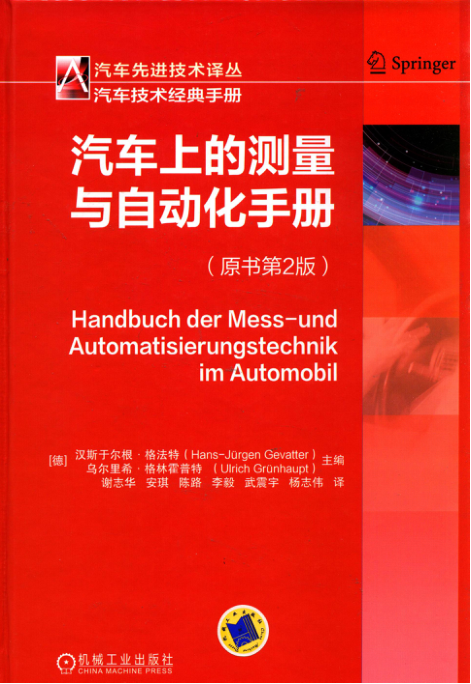 汽车先进技术译丛
汽车技术经典手册
Springer
汽车上的测量
与自动化手册
（原书第2版）
Handbuch der Mess-und
Automatisierungstechnik
im Automobil
[德] 汉斯于尔根·格法特（Hans-Jürgen Gevatter）
乌尔里希·格林霍普特 （Ulrich Grünhaupt） 主编
谢志华 安琪 陈路 李毅 武震宇 杨志伟 译
机械工业出版社
CHINA MACHINE PRESS